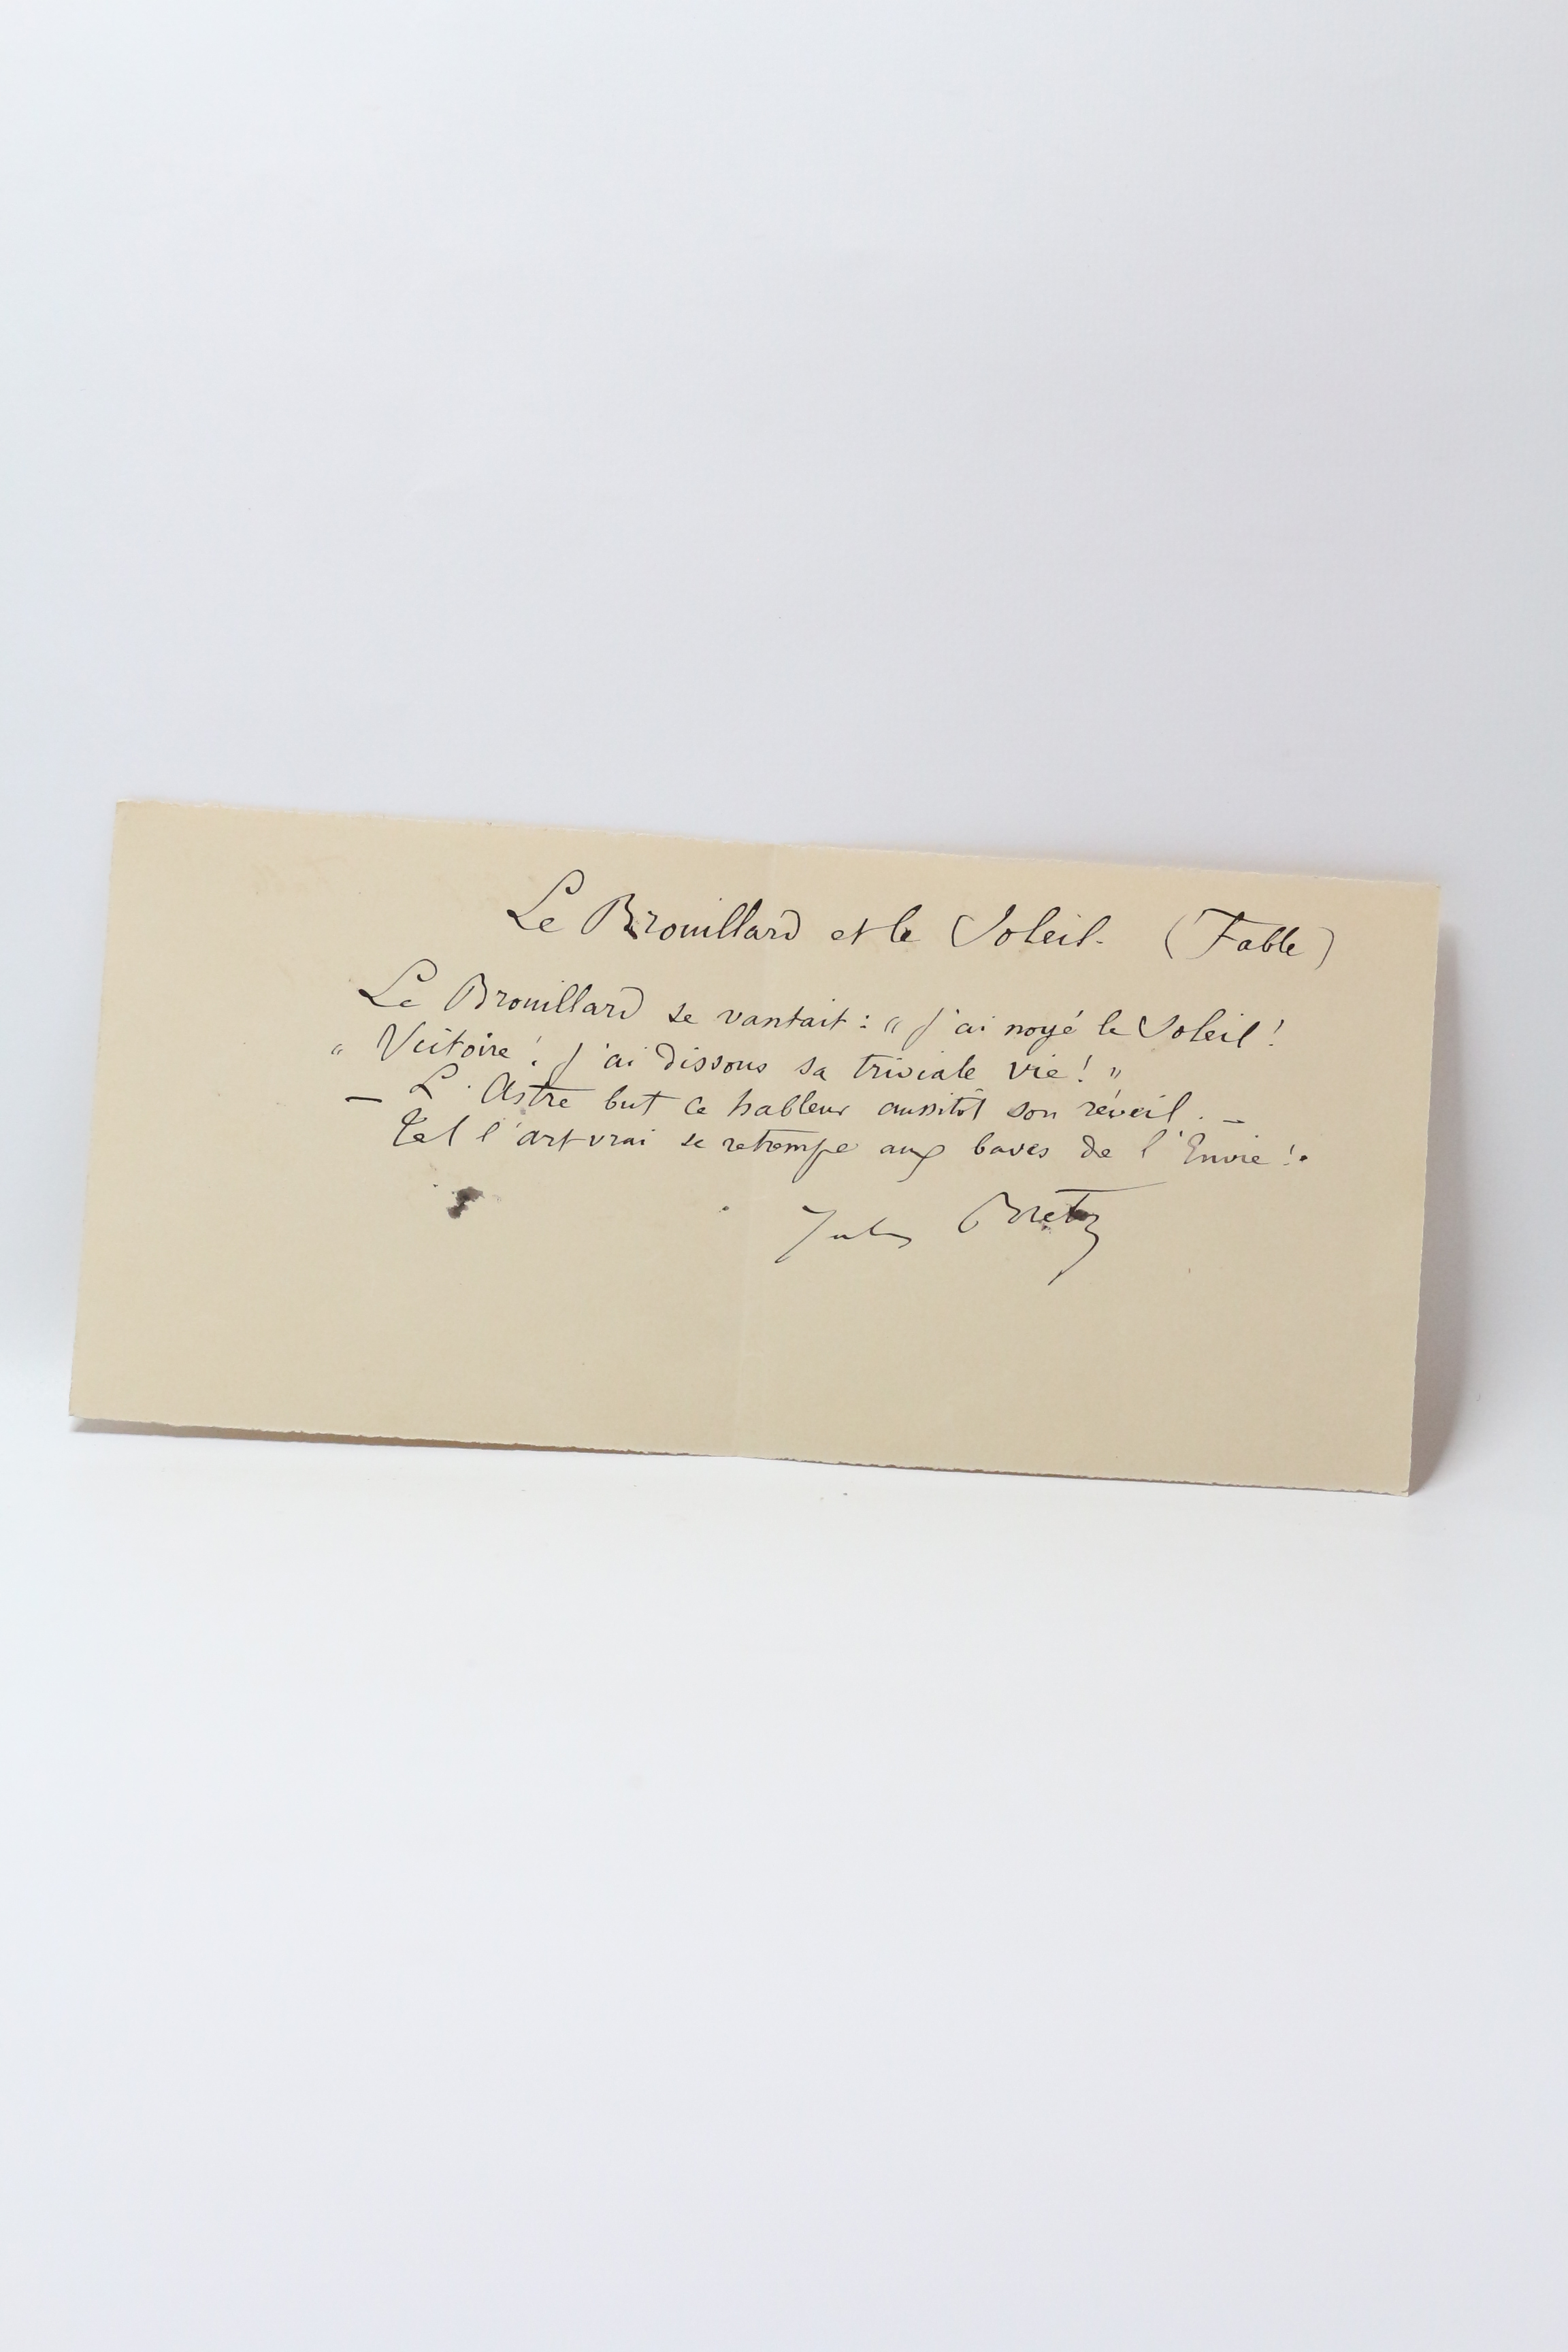 Le Brouillard et le Soleil. (Fable)
Le Brouillard se vantait : « J'ai noyé le Soleil !
« Victoire ! J'ai dissous sa triviale vie ! »
— L'Astre but ce hableur aussitôt son réveil. —
Tel l'art vrai se retrempe aux baves de l'Envie !.
Jules Breton